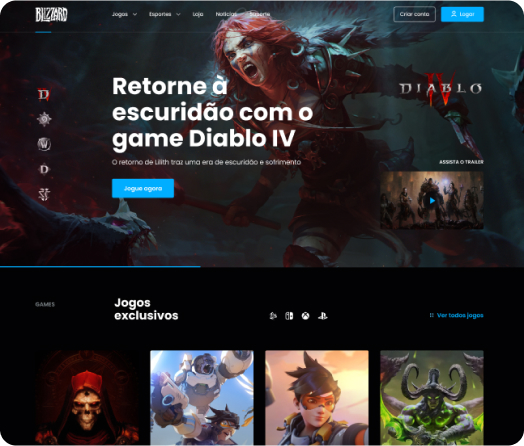 BLIZZARD
Jogos Esportes Loja Notícias Suporte
Criar conta
Logar
Retorne à
escuridão com o
game Diablo IV
O retorno de Lilith traz uma era de escuridão e sofrimento
Jogue agora
DIABLO
IV
ASSISTA O TRAILER
GAMES
Jogos
exclusivos
Ver todos jogos